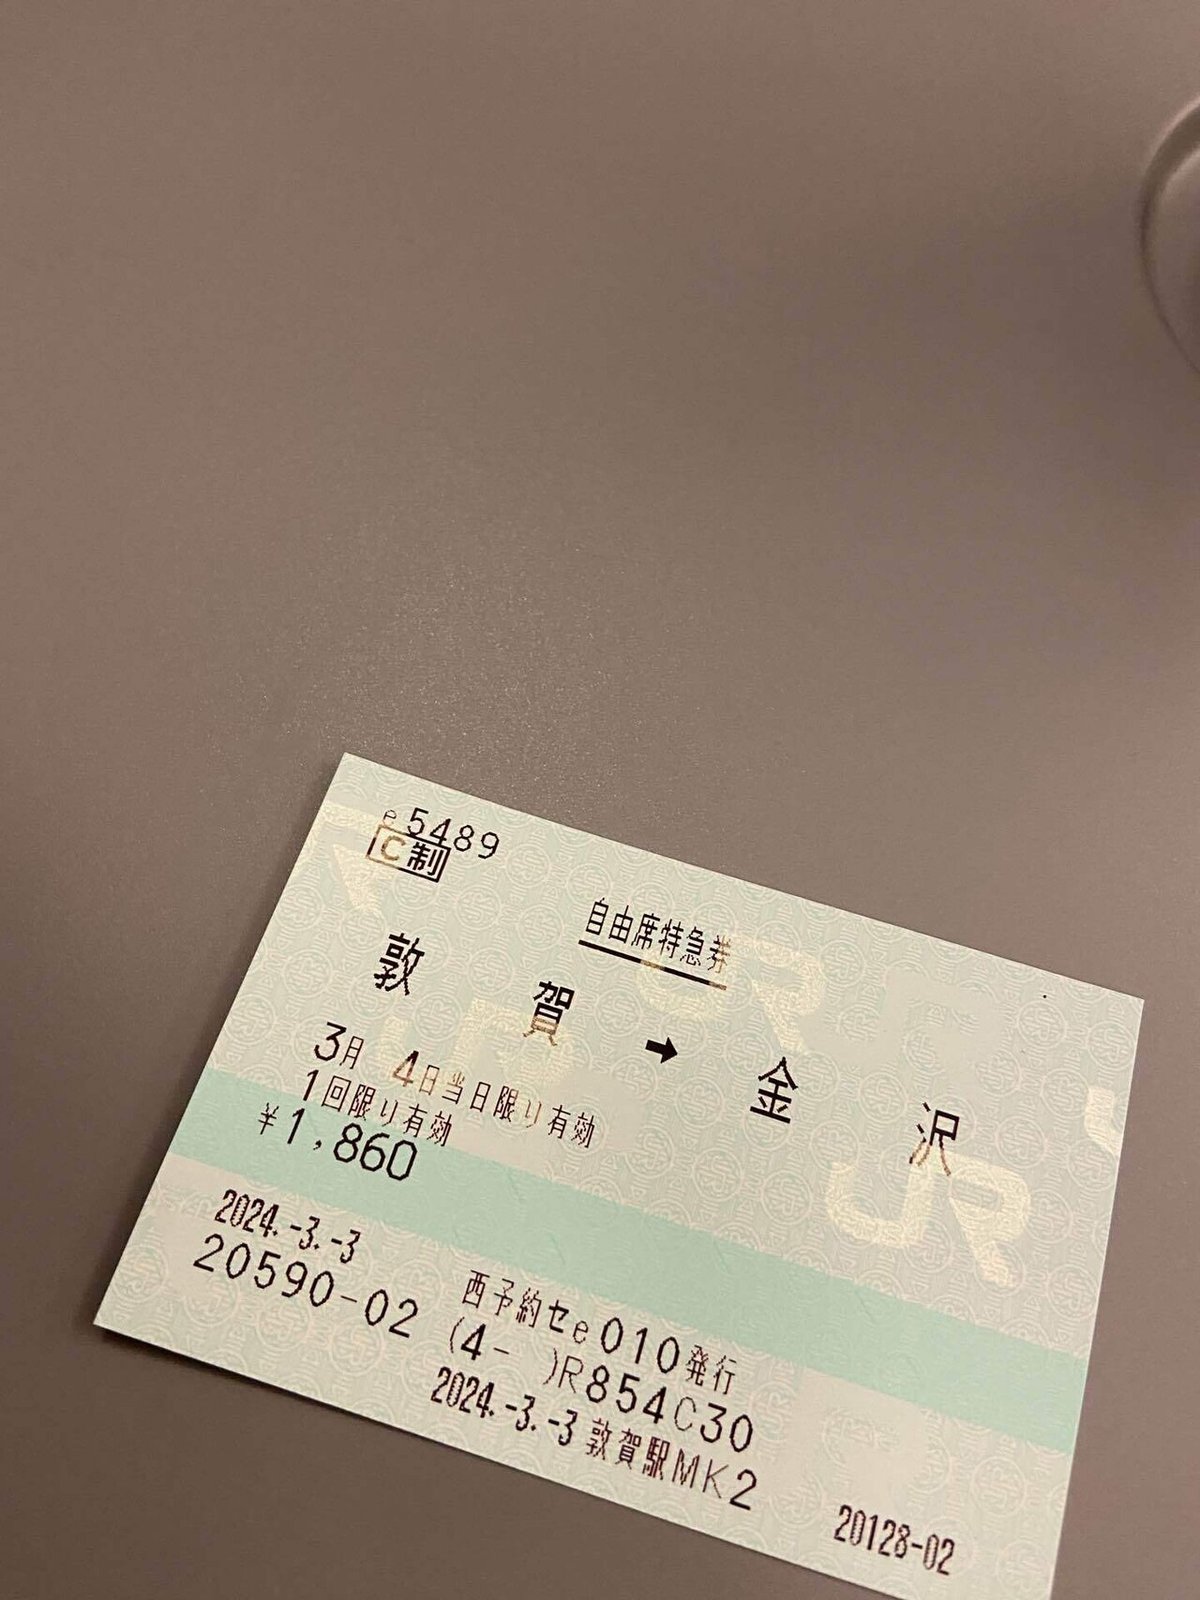 e5489
C制
自由席特急券
敦賀→金沢
3月 4日当日限り有効
1回限り有効
¥1,860
2024.-3.-3
西予約セe010発行
20590-02
(4- )R854C30
2024.-3.-3 敦賀駅MK2
20128-02
JR
JR